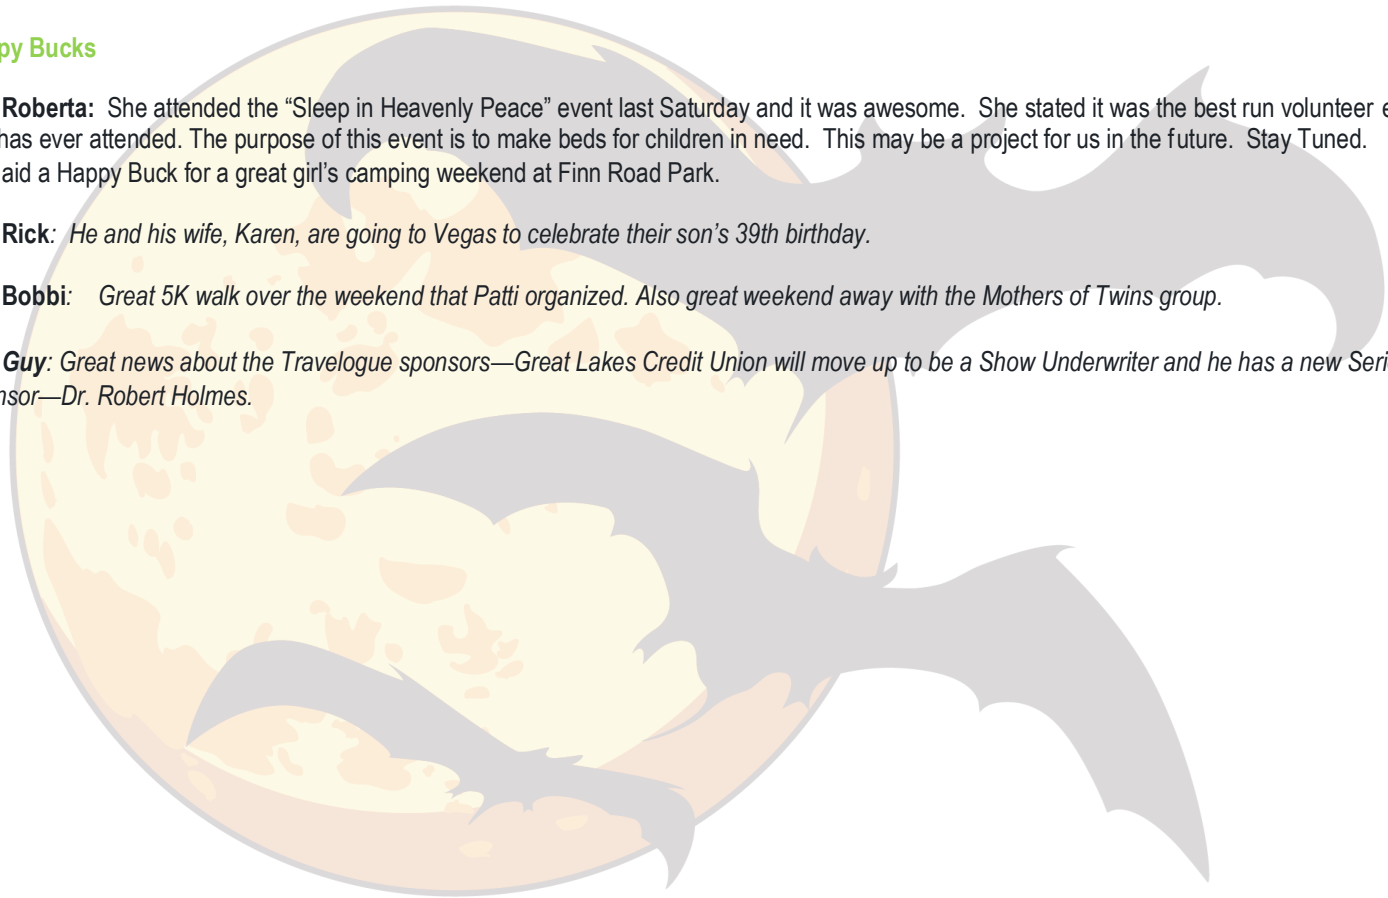 py Bucks
Roberta: She attended the “Sleep in Heavenly Peace” event last Saturday and it was awesome. She stated it was the best run volunteer e
has ever attended. The purpose of this event is to make beds for children in need. This may be a project for us in the future. Stay Tuned.
aid a Happy Buck for a great girl’s camping weekend at Finn Road Park.
Rick: He and his wife, Karen, are going to Vegas to celebrate their son’s 39th birthday.
Bobbi: Great 5K walk over the weekend that Patti organized. Also great weekend away with the Mothers of Twins group.
Guy: Great news about the Travelogue sponsors—Great Lakes Credit Union will move up to be a Show Underwriter and he has a new Seri
nsor—Dr. Robert Holmes.